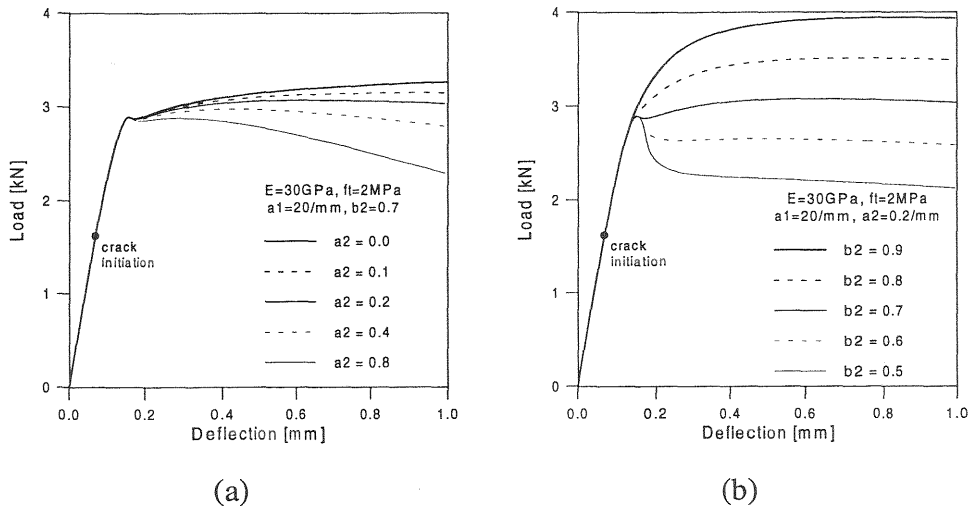 4
3
2
1
0
Load [kN]
crack
initiation
E=30GPa, ft=2MPa
a1=20/mm, b2=0.7
a2 = 0.0
a2 = 0.1
a2 = 0.2
a2 = 0.4
a2 = 0.8
0.0 0.2 0.4 0.6 0.8 1.0
Deflection [mm]
(a)
4
3
2
1
0
Load [kN]
crack
initiation
E=30GPa, ft=2MPa
a1=20/mm, a2=0.2/mm
b2 = 0.9
b2 = 0.8
b2 = 0.7
b2 = 0.6
b2 = 0.5
0.0 0.2 0.4 0.6 0.8 1.0
Deflection [mm]
(b)